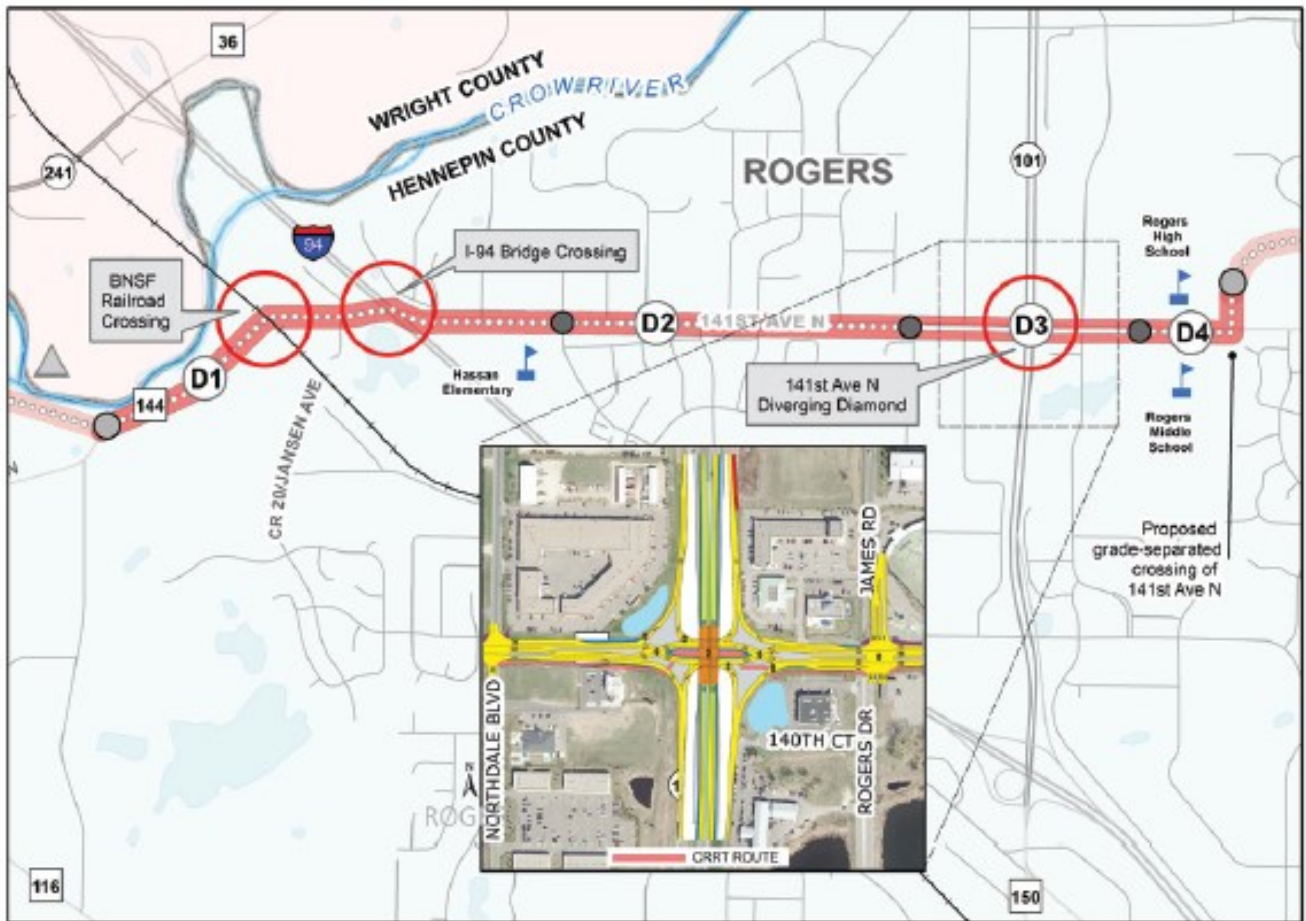 36
WRIGHT COUNTY
CROW RIVER
HENNEPIN COUNTY
241
ROGERS
101
94
I-94 Bridge Crossing
Rogers
High
School
BNSF
Railroad
Crossing
D1
D2
141ST AVE N
D3
D4
144
Hassan
Elementary
141st Ave N
Diverging Diamond
Rogers
Middle
School
CR 20/JANSEN AVE
Proposed
grade-separated
crossing of
141st Ave N
JAMES RD
NORTHDALE BLVD
140TH CT
ROGERS DR
CRRT ROUTE
116
150